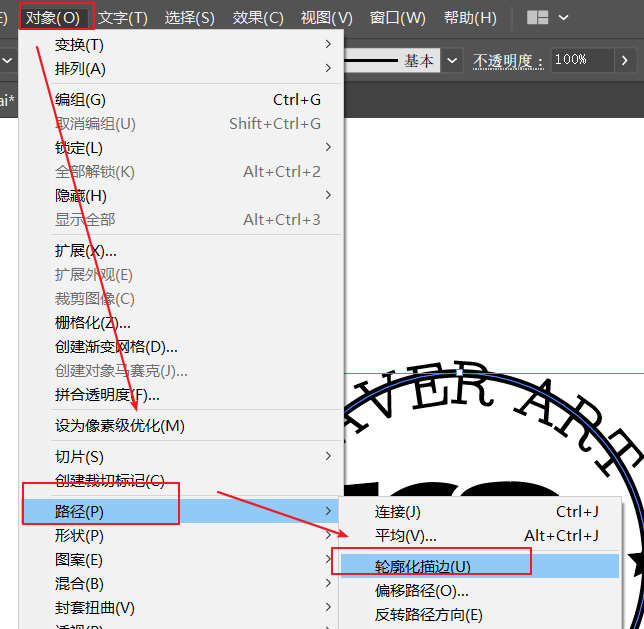 对象(O) 文字(T) 选择(S) 效果(C) 视图(V) 窗口(W) 帮助(H)
基本 不透明度: 100%
ai*
变换(T)
排列(A)
编组(G) Ctrl+G
取消编组(U) Shift+Ctrl+G
锁定(L)
全部解锁(K) Alt+Ctrl+2
隐藏(H)
显示全部 Alt+Ctrl+3
扩展(X)...
扩展外观(E)
裁剪图像(C)
栅格化(Z)...
创建渐变网格(D)...
创建对象马赛克(J)...
拼合透明度(F)...
设为像素级优化(M)
切片(S)
创建裁切标记(C)
路径(P)
形状(P)
图案(E)
混合(B)
封套扭曲(V)
透视(P)
连接(J) Ctrl+J
平均(V)... Alt+Ctrl+J
轮廓化描边(U)
偏移路径(O)...
反转路径方向(E)
VER ART